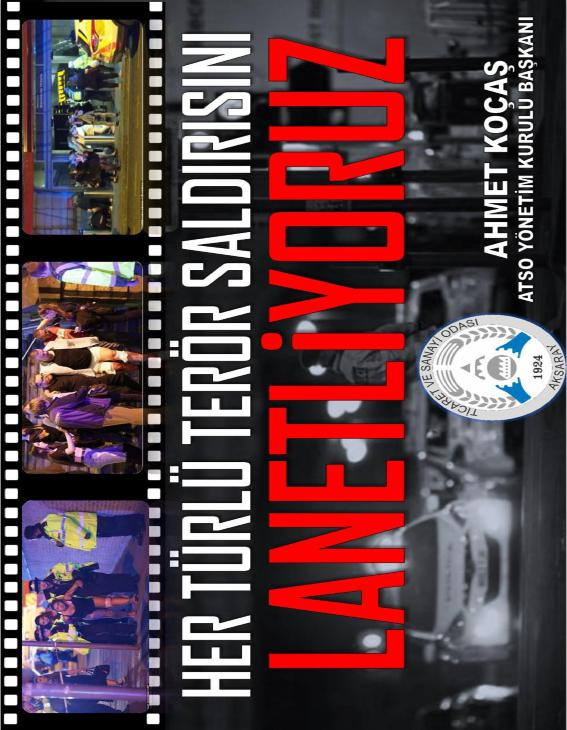 HER TÜRLÜ TERÖR SALDIRISINI
LANETLİYORUZ
AHMET KOÇAŞ
ATSO YÖNETİM KURULU BAŞKANI
TİCARET VE SANAYİ ODASI
1924
AKSARAY